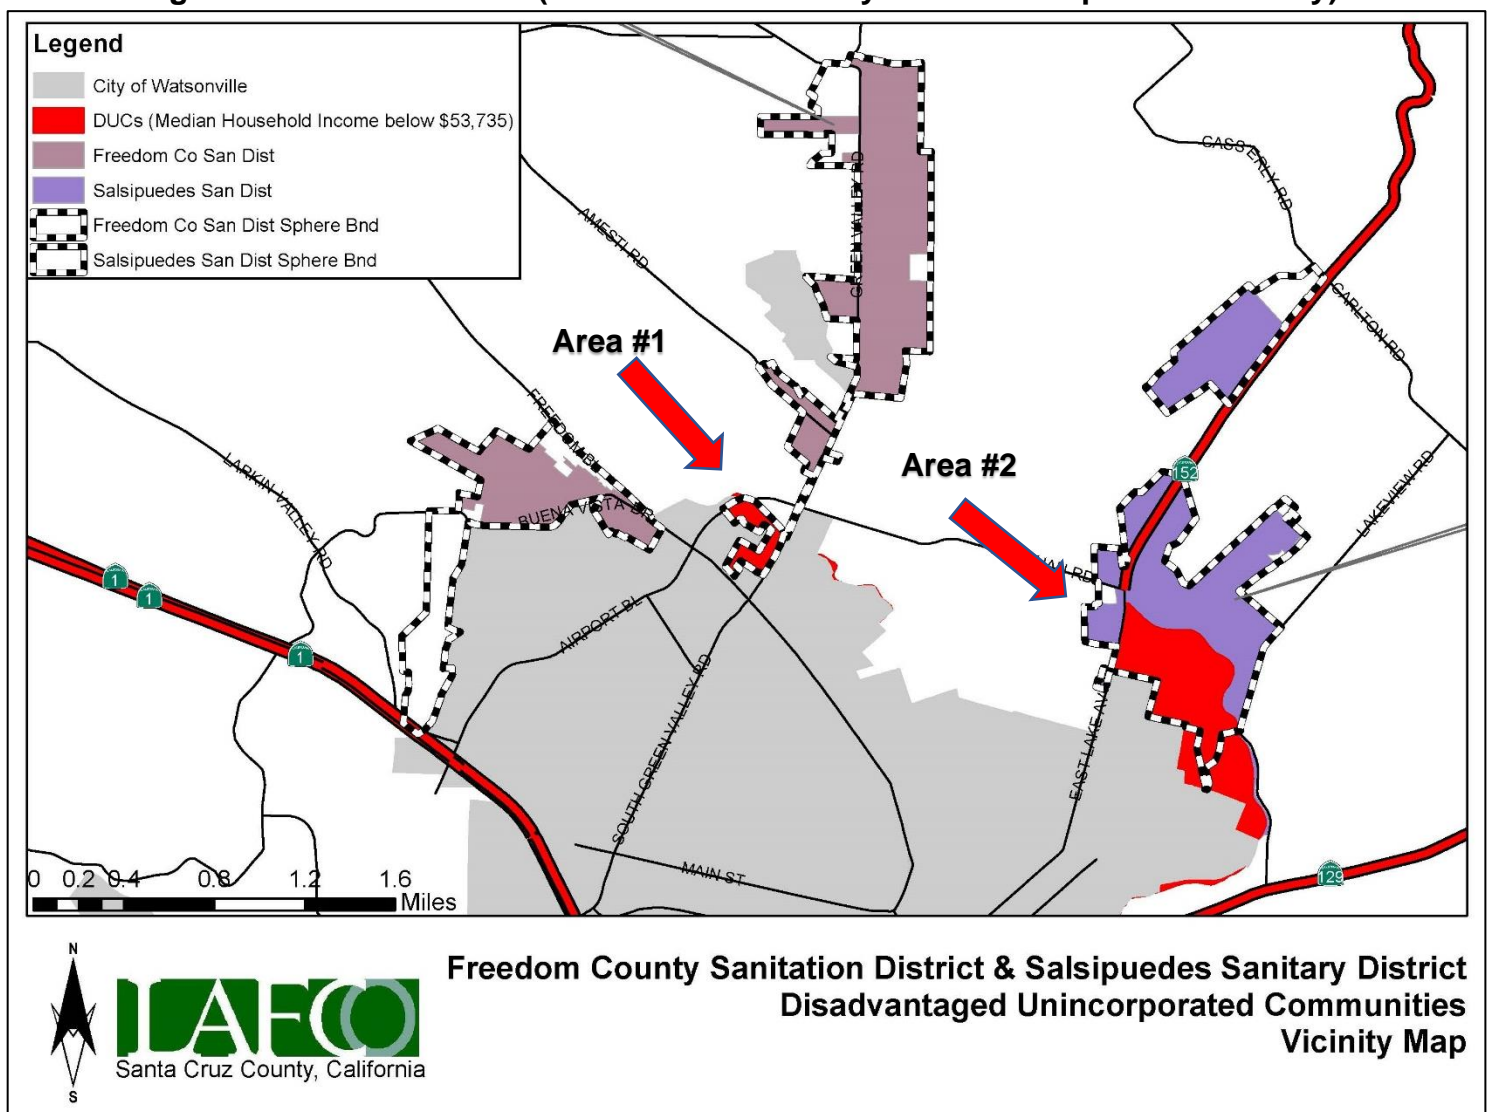 Legend
City of Watsonville
DUCs (Median Household Income below $53,735)
Freedom Co San Dist
Salsipuedes San Dist
Freedom Co San Dist Sphere Bnd
Salsipuedes San Dist Sphere Bnd
CASSERLY RD
GREEN VALLEY RD
AMESTI RD
CARLTON RD
Area #1
FREEDOM BL
Area #2
LARKIN VALLEY RD
152
LAKEVIEW RD
BUENA VISTA DR
RD
1
1
AIRPORT BL
1
SOUTH GREEN VALLEY RD
EAST LAKE AV
MAIN ST
129
0 0.2 0.4 0.8 1.2 1.6
Miles
N
S
LAFCO
Santa Cruz County, California
Freedom County Sanitation District & Salsipuedes Sanitary District
Disadvantaged Unincorporated Communities
Vicinity Map